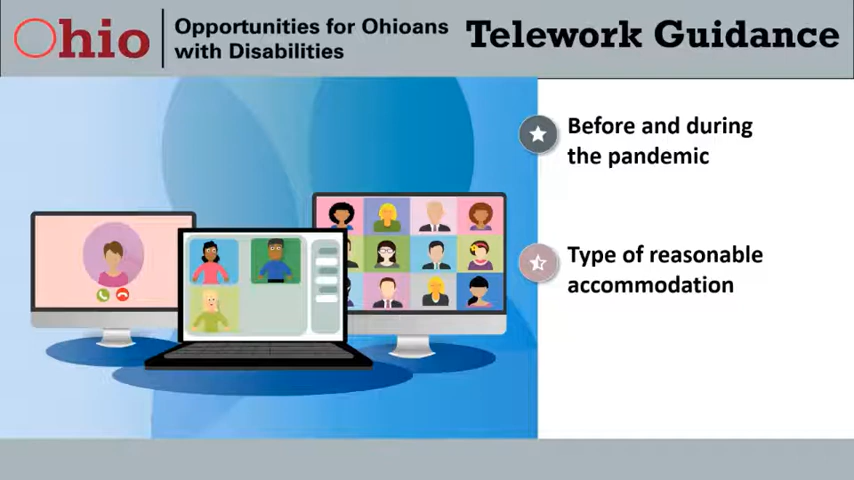 Ohio
Opportunities for Ohioans
with Disabilities
Telework Guidance
Before and during
the pandemic
Type of reasonable
accommodation